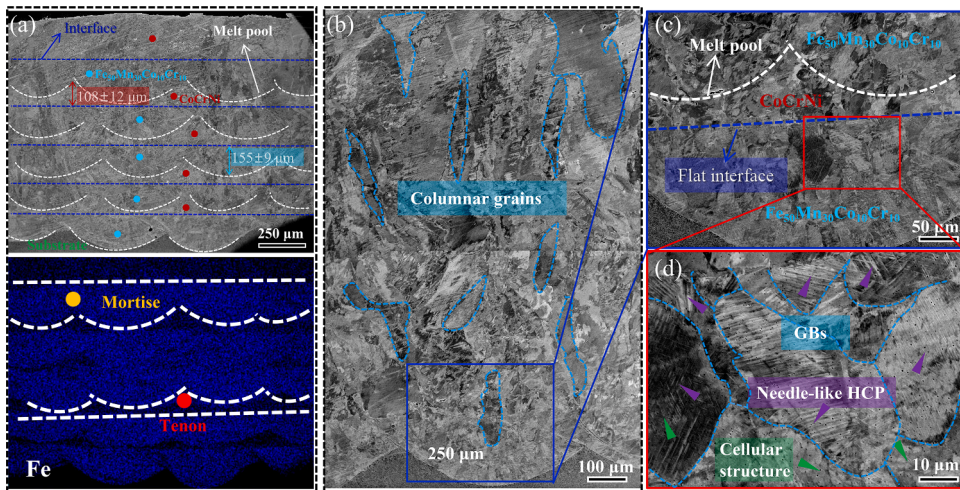 (a)
Interface
Fe₅₀Mn₃₀Co₁₀Cr₁₀
Melt pool
108±12 μm
CoCrNi
155±9 μm
Substrate
250 μm
Mortise
Tenon
Fe
(b)
Columnar grains
250 μm
100 μm
(c)
Fe₅₀Mn₃₀Co₁₀Cr₁₀
Melt pool
CoCrNi
Flat interface
Fe₅₀Mn₃₀Co₁₀Cr₁₀
50 μm
(d)
GBs
Needle-like HCP
Cellular
structure
10 μm